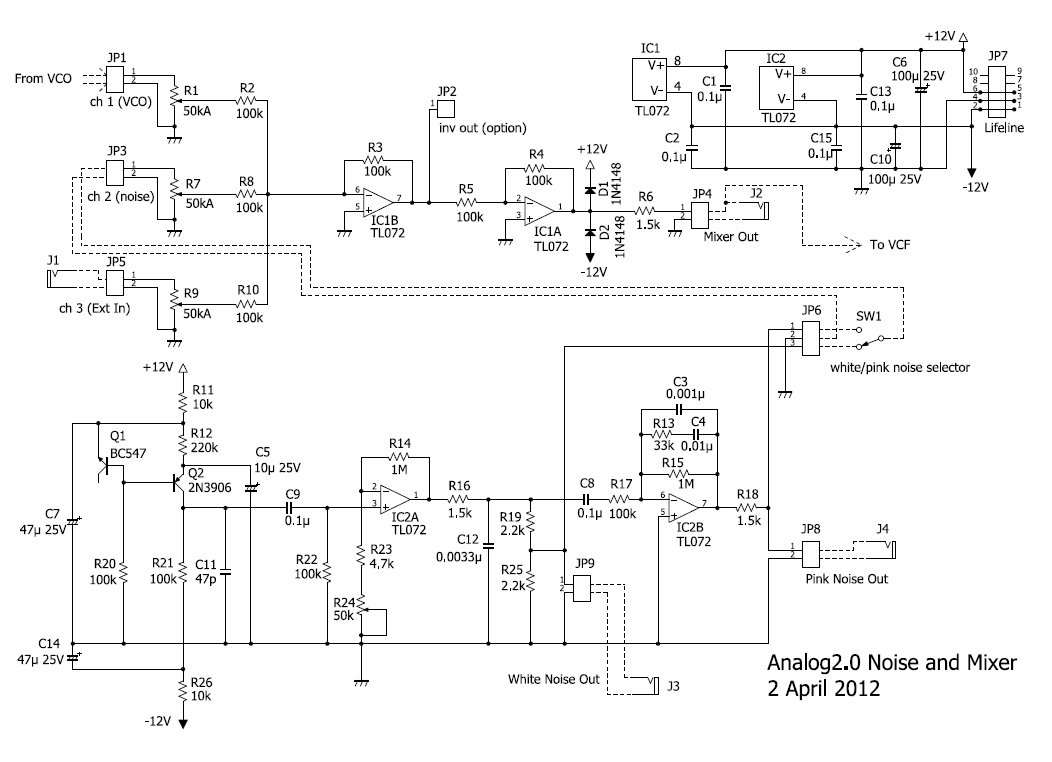 +12V
IC1
V+
8
V-
4
TL072
C1
0.1µ
C2
0.1µ
IC2
V+
8
V-
4
TL072
C6
100µ 25V
C13
0.1µ
C15
0.1µ
C10
100µ 25V
JP7
10
8
6
4
2
9
7
5
3
1
Lifeline
-12V
JP1
From VCO
1
2
ch 1 (VCO)
R1
50kA
R2
100k
JP3
1
2
ch 2 (noise)
R7
50kA
R8
100k
J1
JP5
1
2
ch 3 (Ext In)
R9
50kA
R10
100k
R3
100k
6
7
5
IC1B
TL072
JP2
1
inv out (option)
R5
100k
R4
100k
2
1
3
IC1A
TL072
+12V
D1
1N4148
D2
1N4148
-12V
R6
1.5k
JP4
1
2
J2
Mixer Out
To VCF
JP6
1
2
3
SW1
white/pink noise selector
+12V
R11
10k
Q1
BC547
R12
220k
Q2
2N3906
C5
10µ 25V
C7
47µ 25V
R20
100k
R21
100k
C11
47p
C9
0.1µ
R22
100k
R14
1M
2
1
3
IC2A
TL072
R23
4.7k
R24
50k
R16
1.5k
C12
0.0033µ
R19
2.2k
R25
2.2k
C8
0.1µ
R17
100k
C3
0.001µ
R13
33k
C4
0.01µ
R15
1M
6
7
5
IC2B
TL072
R18
1.5k
JP8
1
2
J4
Pink Noise Out
JP9
1
2
White Noise Out
J3
C14
47µ 25V
R26
10k
-12V
Analog2.0 Noise and Mixer
2 April 2012